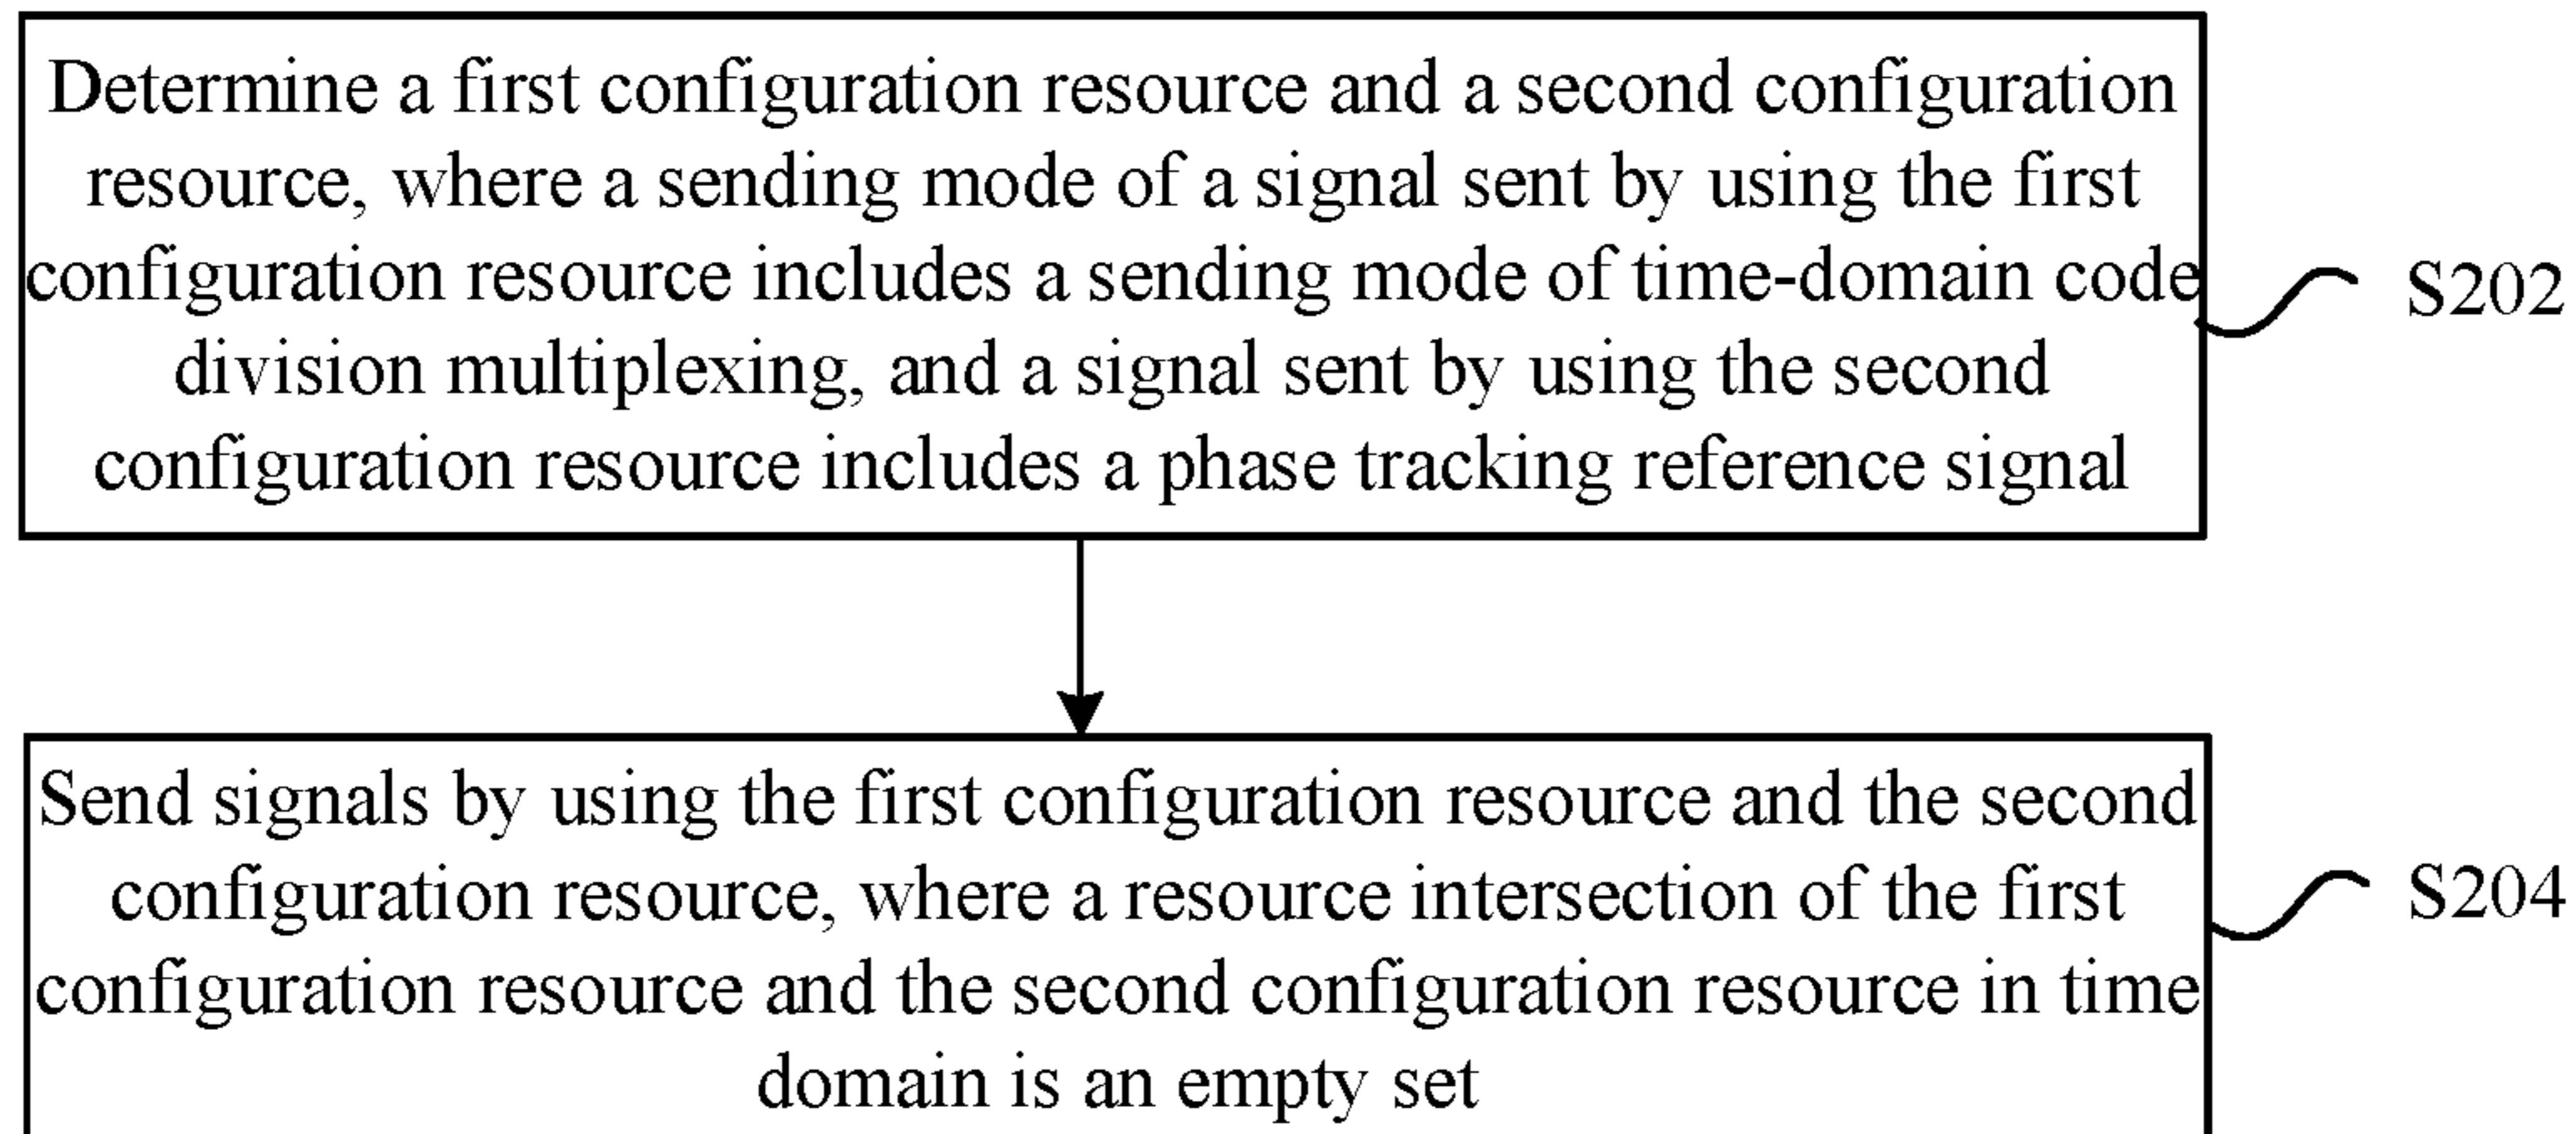 Determine a first configuration resource and a second configuration
resource, where a sending mode of a signal sent by using the first
configuration resource includes a sending mode of time-domain code
division multiplexing, and a signal sent by using the second
configuration resource includes a phase tracking reference signal
S202
Send signals by using the first configuration resource and the second
configuration resource, where a resource intersection of the first
configuration resource and the second configuration resource in time
domain is an empty set
S204